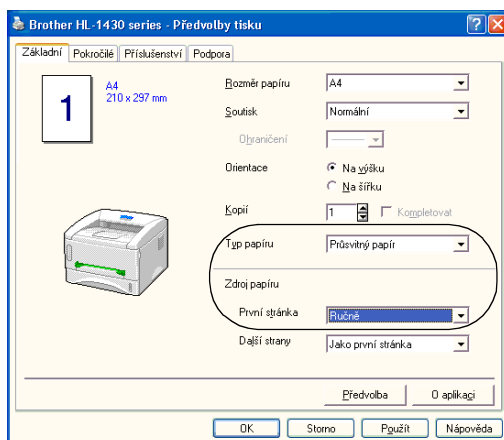 Brother HL-1430 series - Předvolby tisku
Základní Pokročilé Příslušenství Podpora
1
A4
210 x 297 mm
Rozměr papíru A4
Soutisk Normální
Ohraničení
Orientace Na výšku
Na šířku
Kopií 1 Kompletovat
Typ papíru Průsvitný papír
Zdroj papíru
První stránka Ručně
Další strany Jako první stránka
Předvolba O aplikaci
OK Storno Použít Nápověda